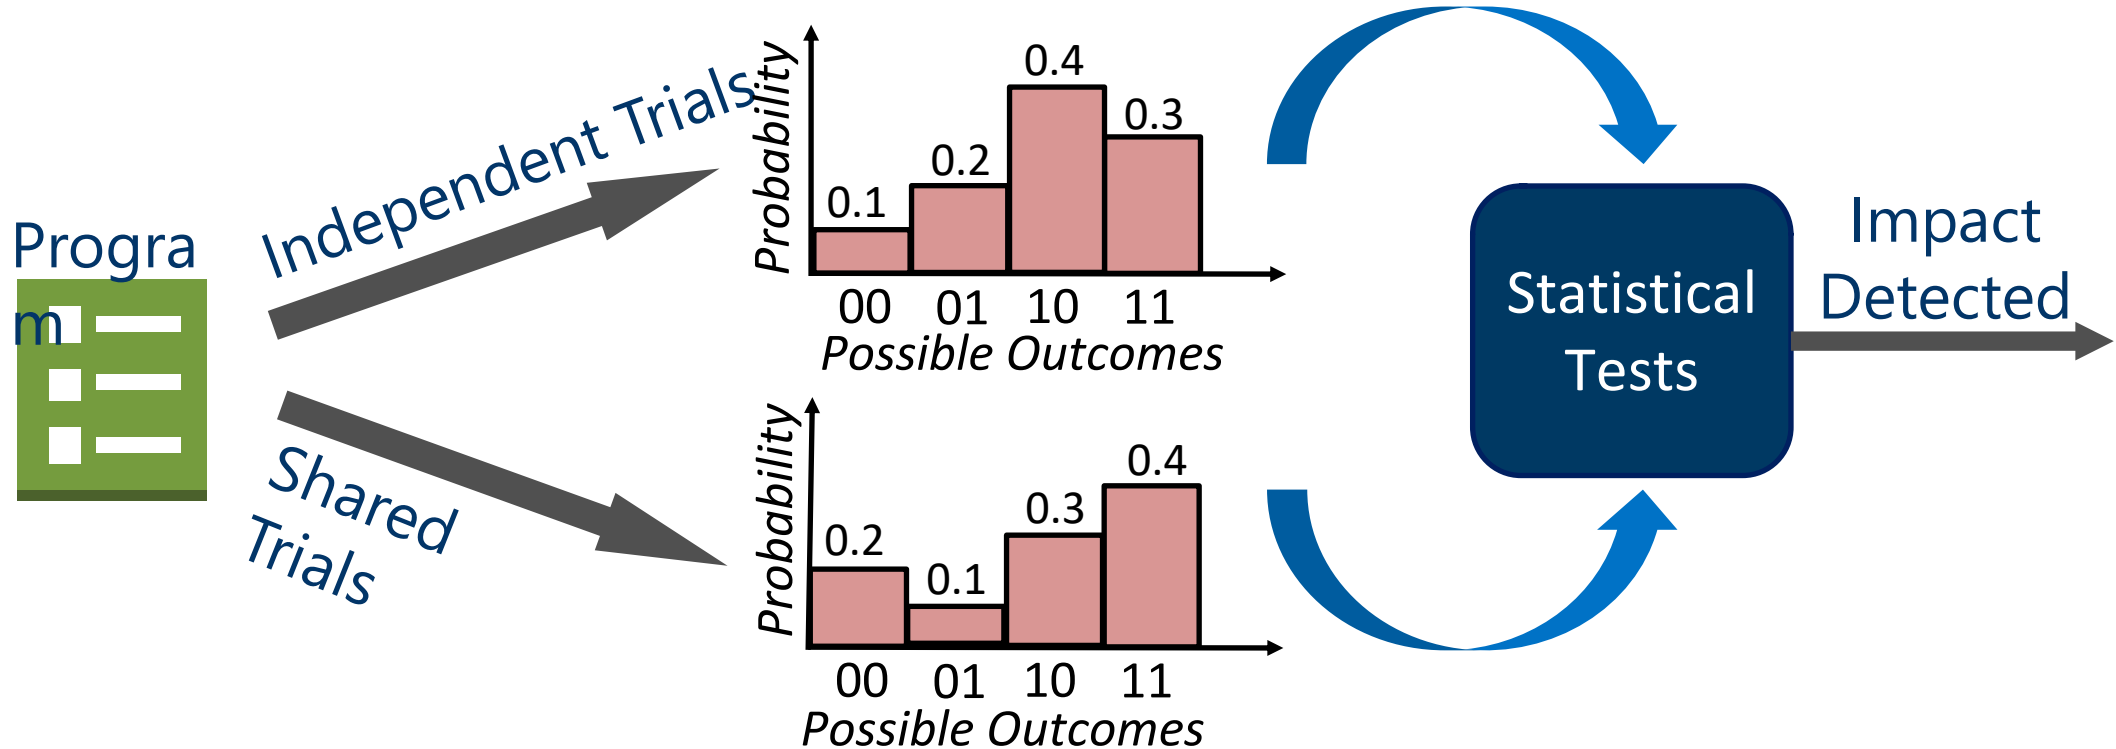 Progra
m
Independent Trials
Shared
Trials
Probability
0.1
0.2
0.4
0.3
00 01 10 11
Possible Outcomes
Probability
0.2
0.1
0.3
0.4
00 01 10 11
Possible Outcomes
Statistical
Tests
Impact
Detected